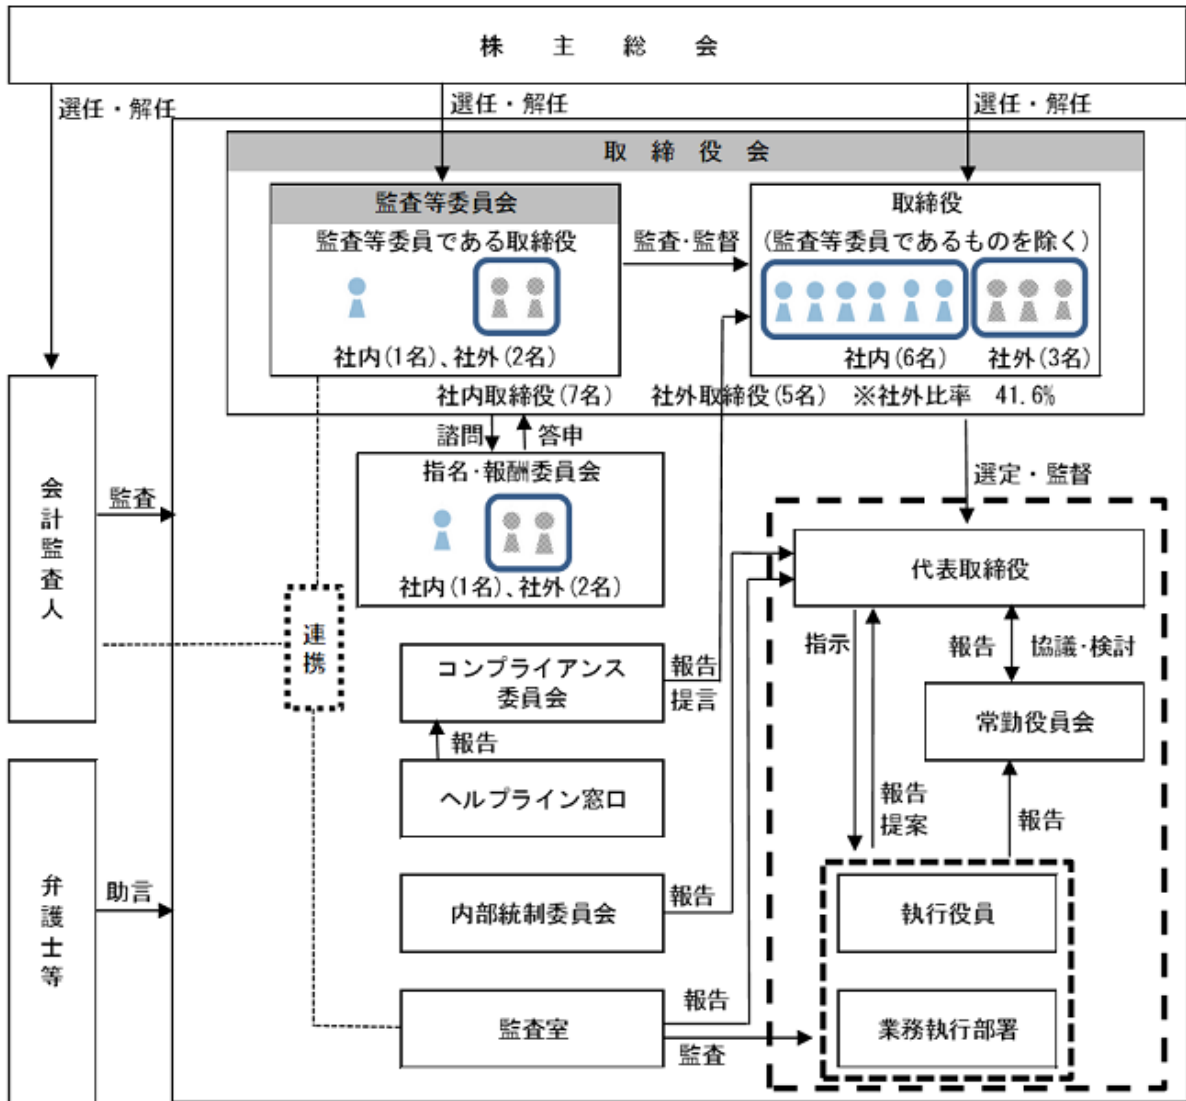 株主総会
選任・解任
選任・解任
選任・解任
取締役会
監査等委員会
監査等委員である取締役
社内(1名)、社外(2名)
監査・監督
取締役
(監査等委員であるものを除く)
社内(6名)
社外(3名)
社内取締役(7名)
社外取締役(5名)
※社外比率 41.6%
諮問
答申
指名・報酬委員会
社内(1名)、社外(2名)
選定・監督
会計監査人
監査
連携
代表取締役
指示
報告
協議・検討
コンプライアンス
委員会
報告
提言
常勤役員会
報告
ヘルプライン窓口
報告
提案
報告
弁護士等
助言
内部統制委員会
報告
執行役員
監査室
報告
監査
業務執行部署